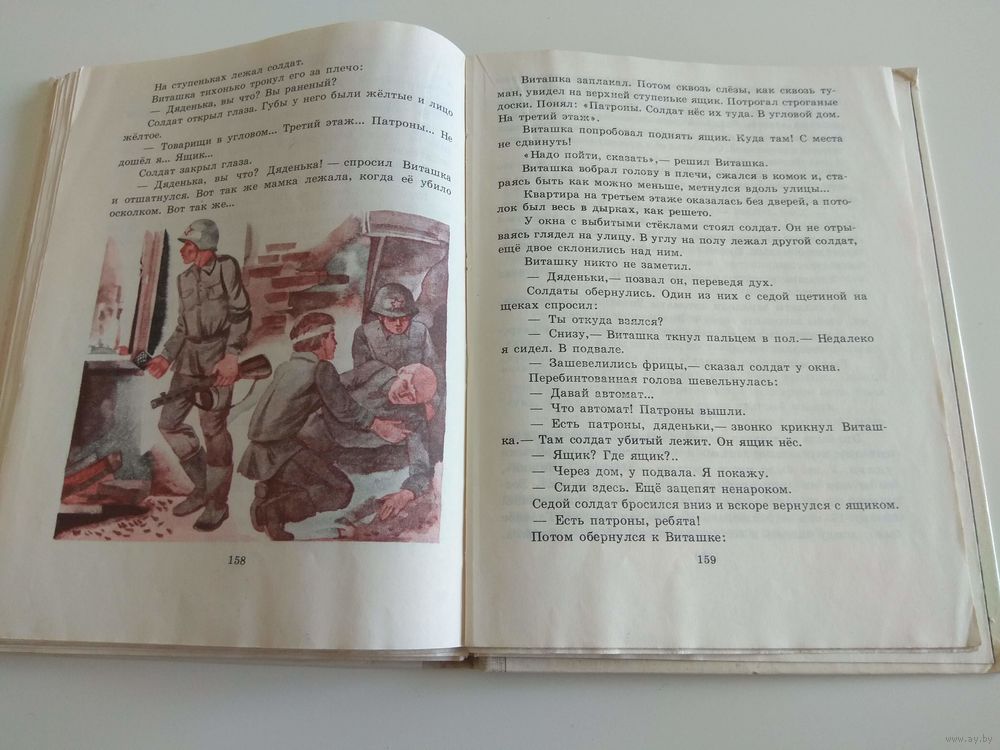 На ступеньках лежал солдат.
Виташка тихонько тронул его за плечо:
— Дяденька, вы что? Вы раненый?
Солдат открыл глаза. Губы у него были жёлтые и лицо
жёлтое.
— Товарищи в угловом... Третий этаж... Патроны... Не
дошёл я... Ящик...
Солдат закрыл глаза.
— Дяденька, вы что? Дяденька! — спросил Виташка
и отшатнулся. Вот так же мамка лежала, когда её убило
осколком. Вот так же...
158
Виташка заплакал. Потом сквозь слёзы, как сквозь ту-
ман, увидел на верхней ступеньке ящик. Потрогал строганые
доски. Понял: «Патроны. Солдат нёс их туда. В угловой дом.
На третий этаж».
Виташка попробовал поднять ящик. Куда там! С места
не сдвинуть!
«Надо пойти, сказать»,— решил Виташка.
Виташка вобрал голову в плечи, сжался в комок и, ста-
раясь быть как можно меньше, метнулся вдоль улицы...
Квартира на третьем этаже оказалась без дверей, а пото-
лок был весь в дырках, как решето.
У окна с выбитыми стёклами стоял солдат. Он не отры-
ваясь глядел на улицу. В углу на полу лежал другой солдат,
ещё двое склонились над ним.
Виташку никто не заметил.
— Дяденьки,— позвал он, переведя дух.
Солдаты обернулись. Один из них с седой щетиной на
щеках спросил:
— Ты откуда взялся?
— Снизу,— Виташка ткнул пальцем в пол.— Недалеко
я сидел. В подвале.
— Зашевелились фрицы,— сказал солдат у окна.
Перебинтованная голова шевельнулась:
— Давай автомат...
— Что автомат! Патроны вышли.
— Есть патроны, дяденьки,— звонко крикнул Виташ-
ка.— Там солдат убитый лежит. Он ящик нёс.
— Ящик? Где ящик?..
— Через дом, у подвала. Я покажу.
— Сиди здесь. Ещё зацепят ненароком.
Седой солдат бросился вниз и вскоре вернулся с ящиком.
— Есть патроны, ребята!
Потом обернулся к Виташке:
159
www.ay.by